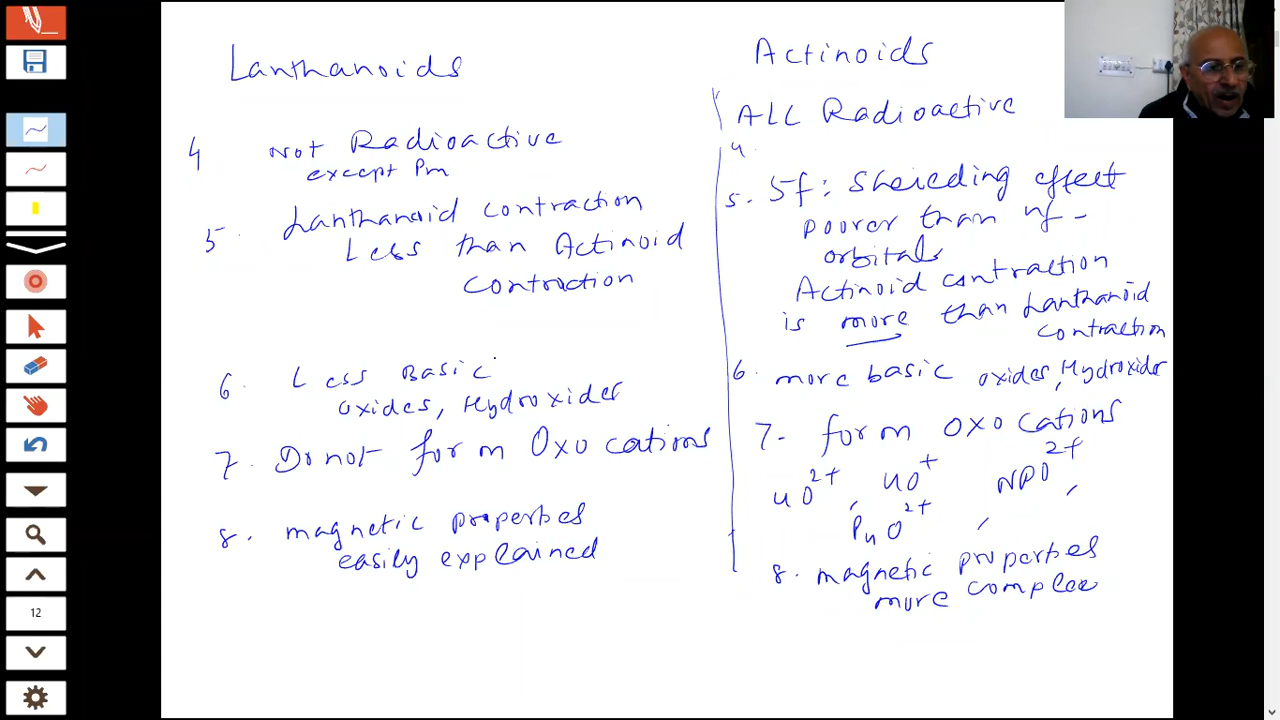 Lanthanoids
4 Not Radioactive
except Pm
5. Lanthanoid contraction
Less than Actinoid
Contraction
6. Less Basic
oxides, Hydroxides
7. Do not form Oxo cations
8. magnetic properties
easily explained
Actinoids
ALL Radioactive
4.
5. 5f: Sheieding effect
poorer than 4f-
orbitals
Actinoid contraction
is more than Lanthanoid
contraction
6. more basic oxides, Hydroxides
7- form oxo cations
UO2+, UO+ NPO2+,
PuO2+,
8. magnetic properties
more complex
12